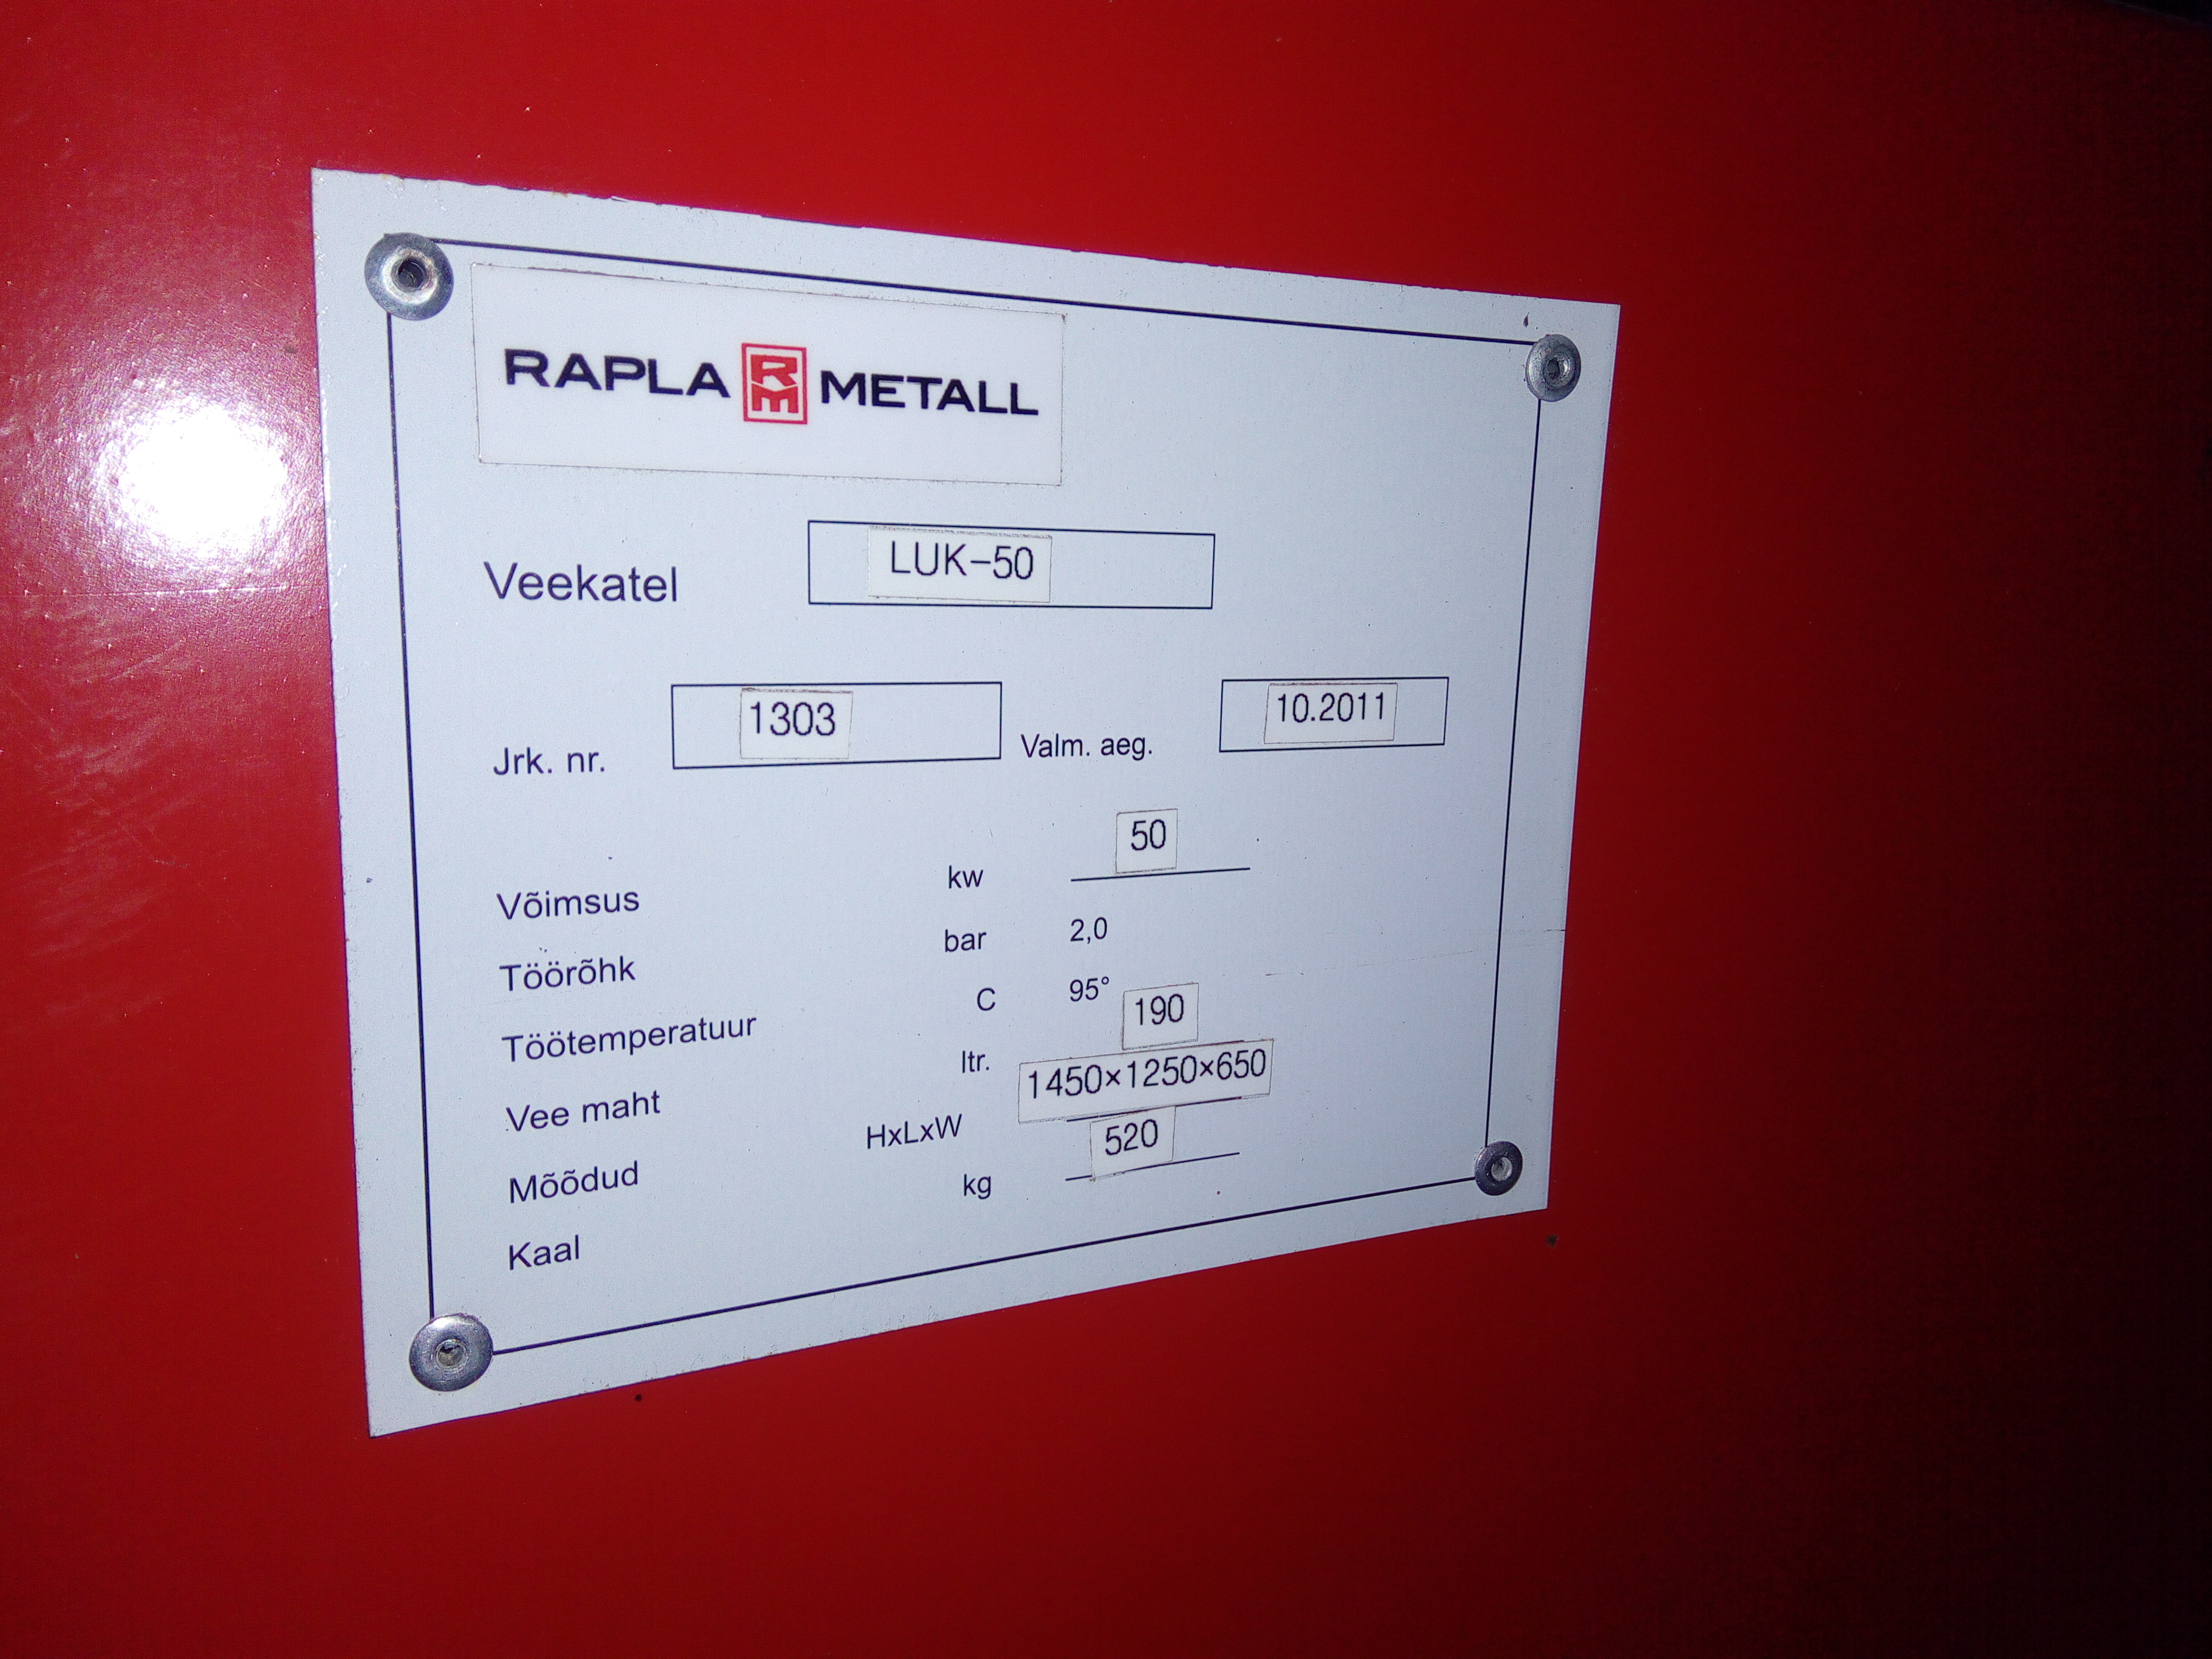 RAPLA RM METALL
Veekatel LUK-50
Jrk. nr. 1303 Valm. aeg. 10.2011
Võimsus kw 50
Töörõhk bar 2,0
Töötemperatuur C 95°
Vee maht ltr. 190
Mõõdud HxLxW 1450×1250×650
Kaal kg 520